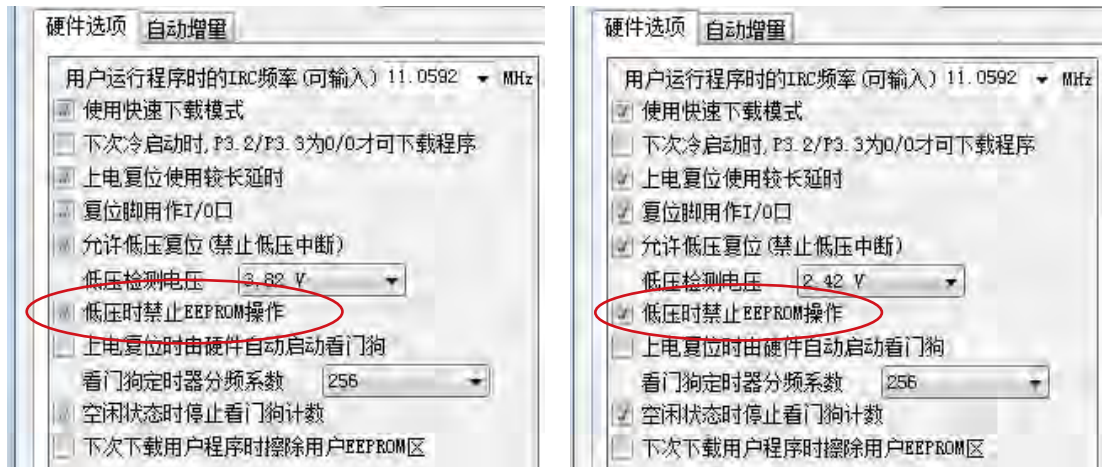 硬件选项 自动增量
用户运行程序时的IRC频率(可输入) 11.0592 MHz
使用快速下载模式
下次冷启动时, P3.2/P3.3为0/0才可下载程序
上电复位使用较长延时
复位脚用作I/O口
允许低压复位(禁止低压中断)
低压检测电压 3.82 V
低压时禁止EEPROM操作
上电复位时由硬件自动启动看门狗
看门狗定时器分频系数 256
空闲状态时停止看门狗计数
下次下载用户程序时擦除用户EEPROM区
硬件选项 自动增量
用户运行程序时的IRC频率(可输入) 11.0592 MHz
使用快速下载模式
下次冷启动时, P3.2/P3.3为0/0才可下载程序
上电复位使用较长延时
复位脚用作I/O口
允许低压复位(禁止低压中断)
低压检测电压 2.42 V
低压时禁止EEPROM操作
上电复位时由硬件自动启动看门狗
看门狗定时器分频系数 256
空闲状态时停止看门狗计数
下次下载用户程序时擦除用户EEPROM区